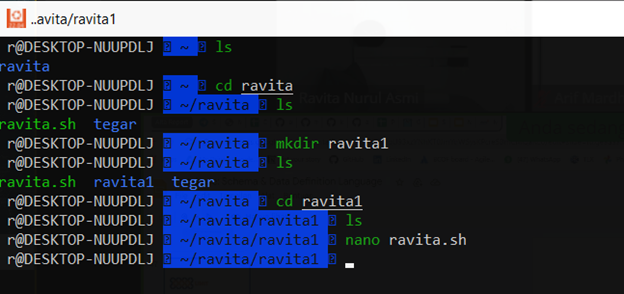 ..avita/ravita1
r@DESKTOP-NUUPDLJ ~ ls
ravita
r@DESKTOP-NUUPDLJ ~ cd ravita
r@DESKTOP-NUUPDLJ ~/ravita ls
ravita.sh tegar
r@DESKTOP-NUUPDLJ ~/ravita mkdir ravita1
r@DESKTOP-NUUPDLJ ~/ravita ls
ravita.sh ravita1 tegar
r@DESKTOP-NUUPDLJ ~/ravita cd ravita1
r@DESKTOP-NUUPDLJ ~/ravita/ravita1 ls
r@DESKTOP-NUUPDLJ ~/ravita/ravita1 nano ravita.sh
r@DESKTOP-NUUPDLJ ~/ravita/ravita1